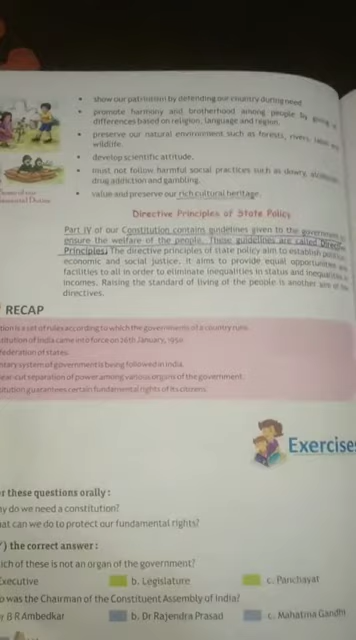 • show our patriotism by defending our country during need.
• promote harmony and brotherhood among people by giving
differences based on religion, language and region.
• preserve our natural environment such as forests, rivers,
wildlife.
• develop scientific attitude.
• must not follow harmful social practices such as dowry,
drug addiction and gambling.
• value and preserve our rich cultural heritage.
Directive Principles of State Policy
Part IV of our Constitution contains guidelines given to the government
ensure the welfare of the people. These guidelines are called
Principles. The directive principles of state policy aim to establish
economic and social justice. It aims to provide equal opportunities
facilities to all in order to eliminate inequalities in status and inequalities
incomes. Raising the standard of living of the people is another aim of
directives.
RECAP
is a set of rules according to which the governments of a country runs.
of India came into force on 26th January, 1950.
federation of states.
system of government is being followed in India.
cut separation of power among various organs of the government.
guarantees certain fundamental rights of its citizens.
Exercises
these questions orally :
do we need a constitution?
can we do to protect our fundamental rights?
the correct answer :
of these is not an organ of the government?
Executive
b. Legislature
c. Panchayat
was the Chairman of the Constituent Assembly of India?
B R Ambedkar
b. Dr Rajendra Prasad
c. Mahatma Gandhi